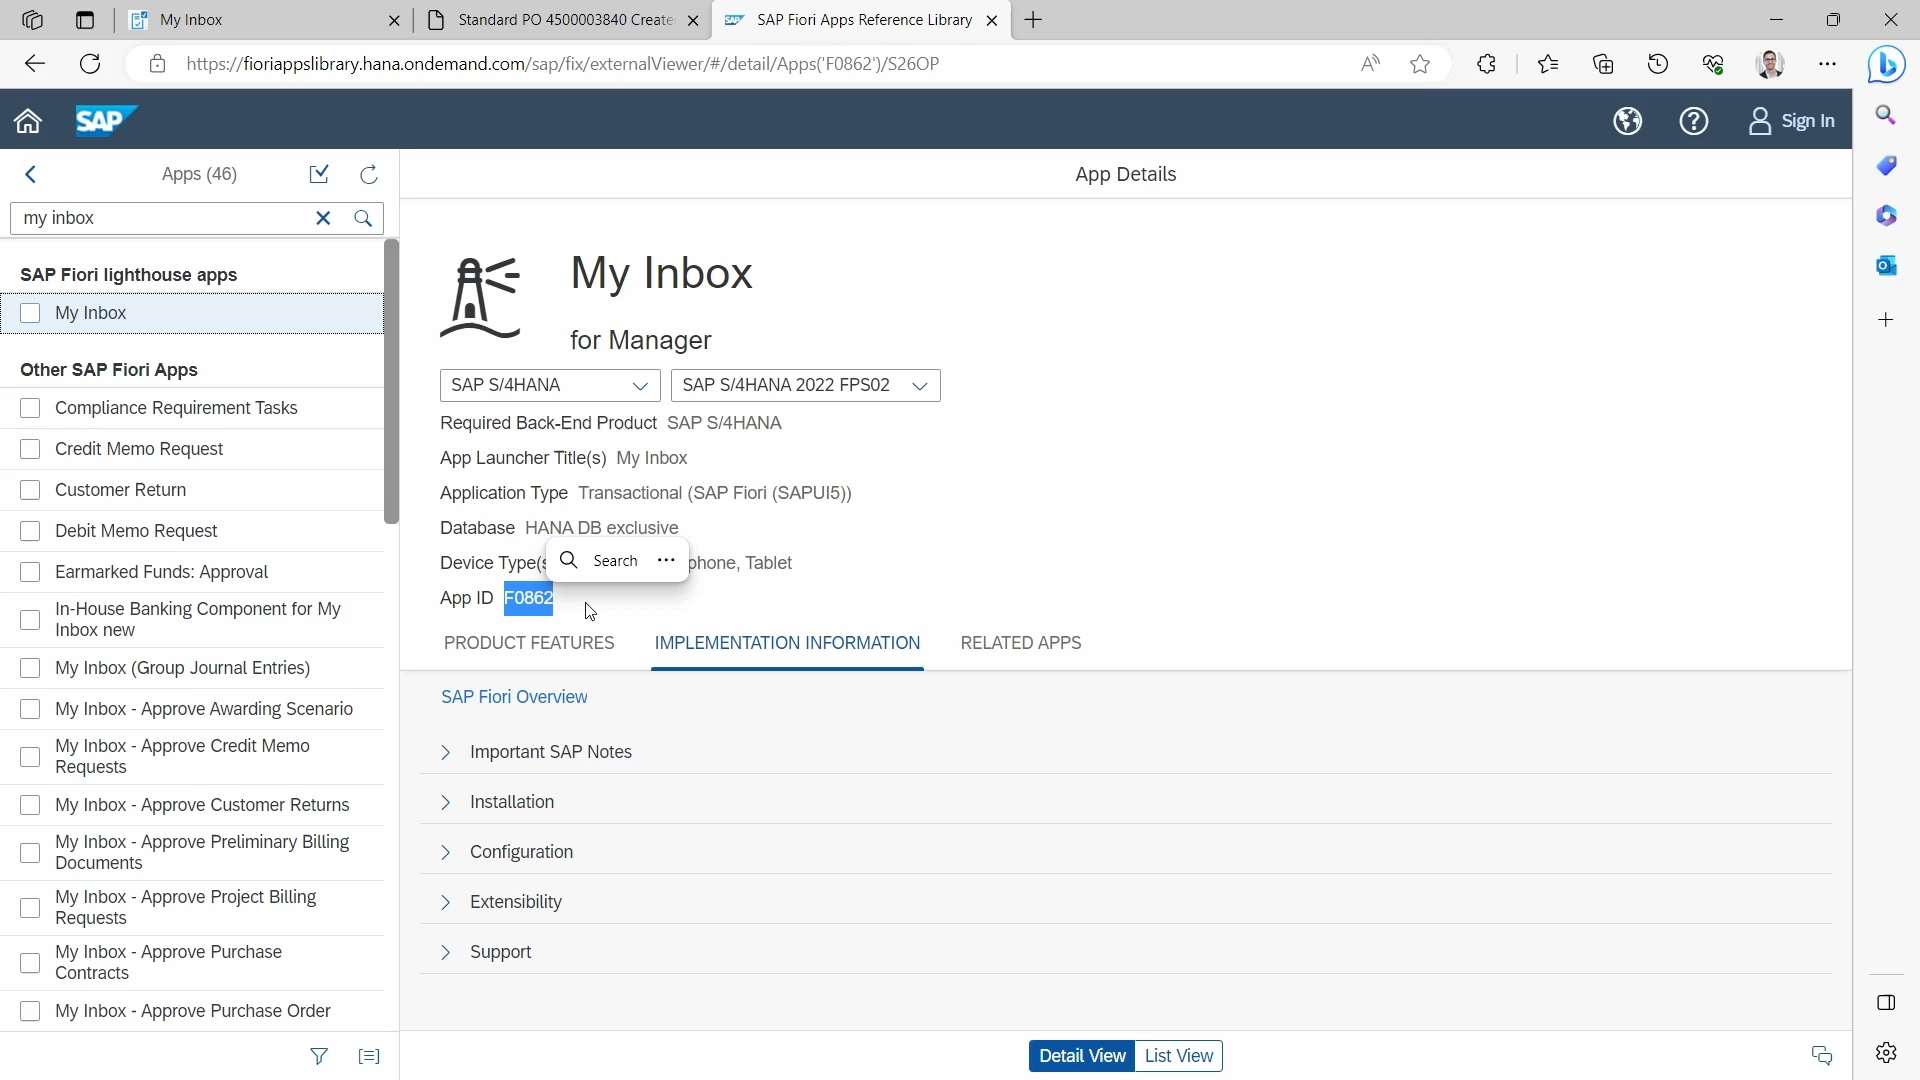 My Inbox
Standard PO 4500003840 Create
SAP Fiori Apps Reference Library
https://fioriappslibrary.hana.ondemand.com/sap/fix/externalViewer/#/detail/Apps('F0862')/S26OP
SAP
Sign In
Apps (46)
my inbox
SAP Fiori lighthouse apps
My Inbox
Other SAP Fiori Apps
Compliance Requirement Tasks
Credit Memo Request
Customer Return
Debit Memo Request
Earmarked Funds: Approval
In-House Banking Component for My
Inbox new
My Inbox (Group Journal Entries)
My Inbox - Approve Awarding Scenario
My Inbox - Approve Credit Memo
Requests
My Inbox - Approve Customer Returns
My Inbox - Approve Preliminary Billing
Documents
My Inbox - Approve Project Billing
Requests
My Inbox - Approve Purchase
Contracts
My Inbox - Approve Purchase Order
App Details
My Inbox
for Manager
SAP S/4HANA
SAP S/4HANA 2022 FPS02
Required Back-End Product SAP S/4HANA
App Launcher Title(s) My Inbox
Application Type Transactional (SAP Fiori (SAPUI5))
Database HANA DB exclusive
Search
Device Type(s phone, Tablet
App ID F0862
PRODUCT FEATURES
IMPLEMENTATION INFORMATION
RELATED APPS
SAP Fiori Overview
Important SAP Notes
Installation
Configuration
Extensibility
Support
Detail View
List View